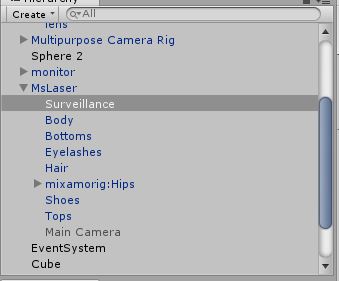 Hierarchy
Create
All
lens
Multipurpose Camera Rig
Sphere 2
monitor
MsLaser
Surveillance
Body
Bottoms
Eyelashes
Hair
mixamorig:Hips
Shoes
Tops
Main Camera
EventSystem
Cube